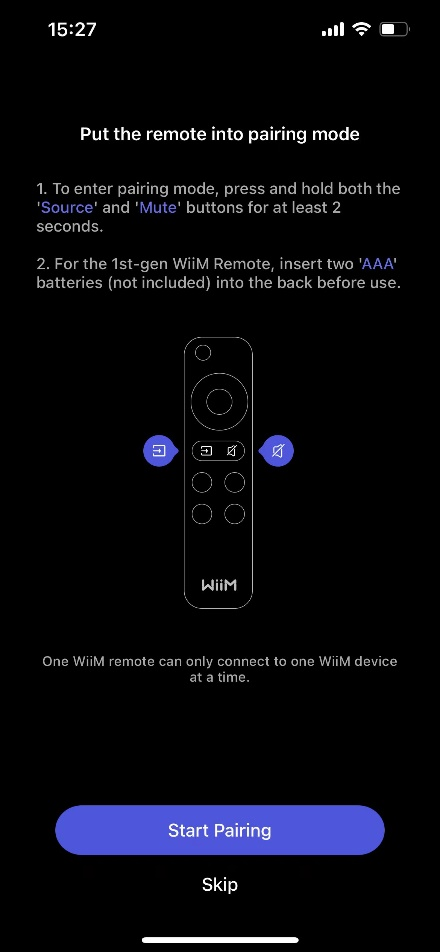 15:27
Put the remote into pairing mode
1. To enter pairing mode, press and hold both the
'Source' and 'Mute' buttons for at least 2
seconds.
2. For the 1st-gen WiiM Remote, insert two 'AAA'
batteries (not included) into the back before use.
WiiM
One WiiM remote can only connect to one WiiM device
at a time.
Start Pairing
Skip